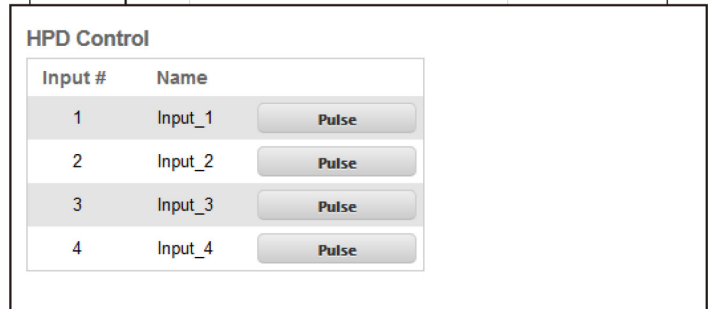 HPD Control
Input # Name
1 Input_1 Pulse
2 Input_2 Pulse
3 Input_3 Pulse
4 Input_4 Pulse